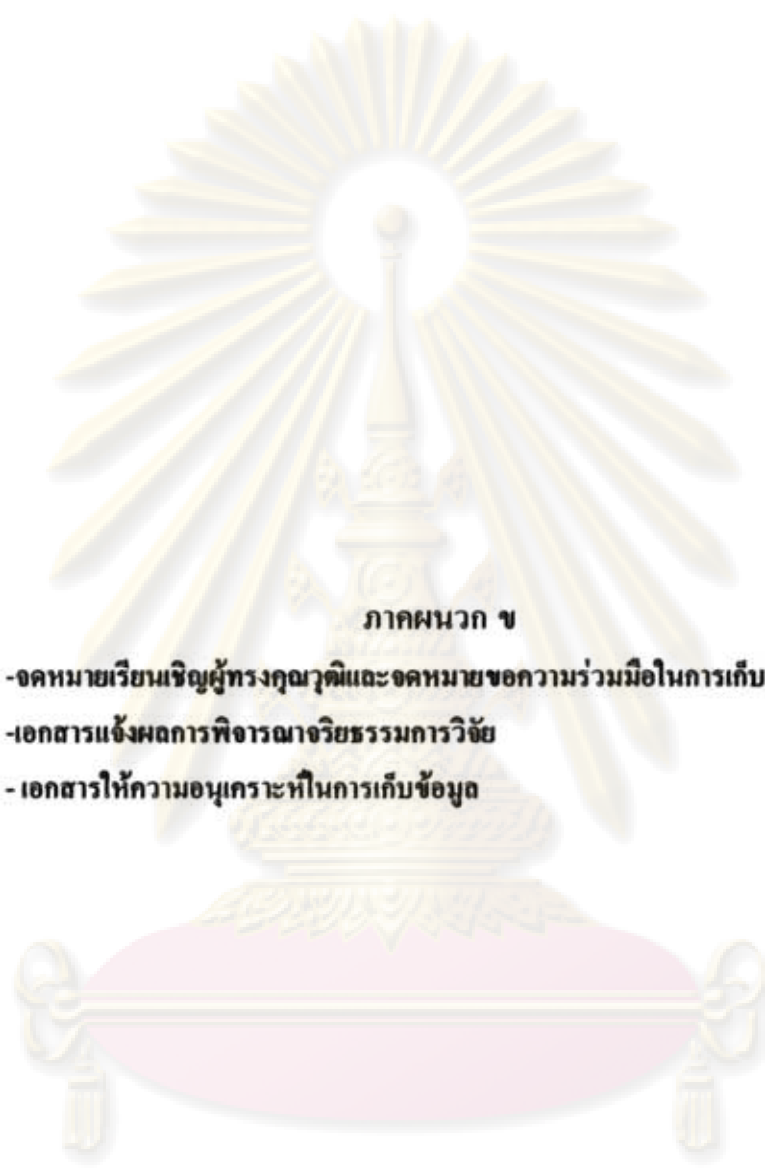 ภาคผนวก ข
-จดหมายเรียนเชิญผู้ทรงคุณวุฒิและจดหมายขอความร่วมมือในการเก็บ
-เอกสารแจ้งผลการพิจารณาจริยธรรมการวิจัย
- เอกสารให้ความอนุเคราะห์ในการเก็บข้อมูล